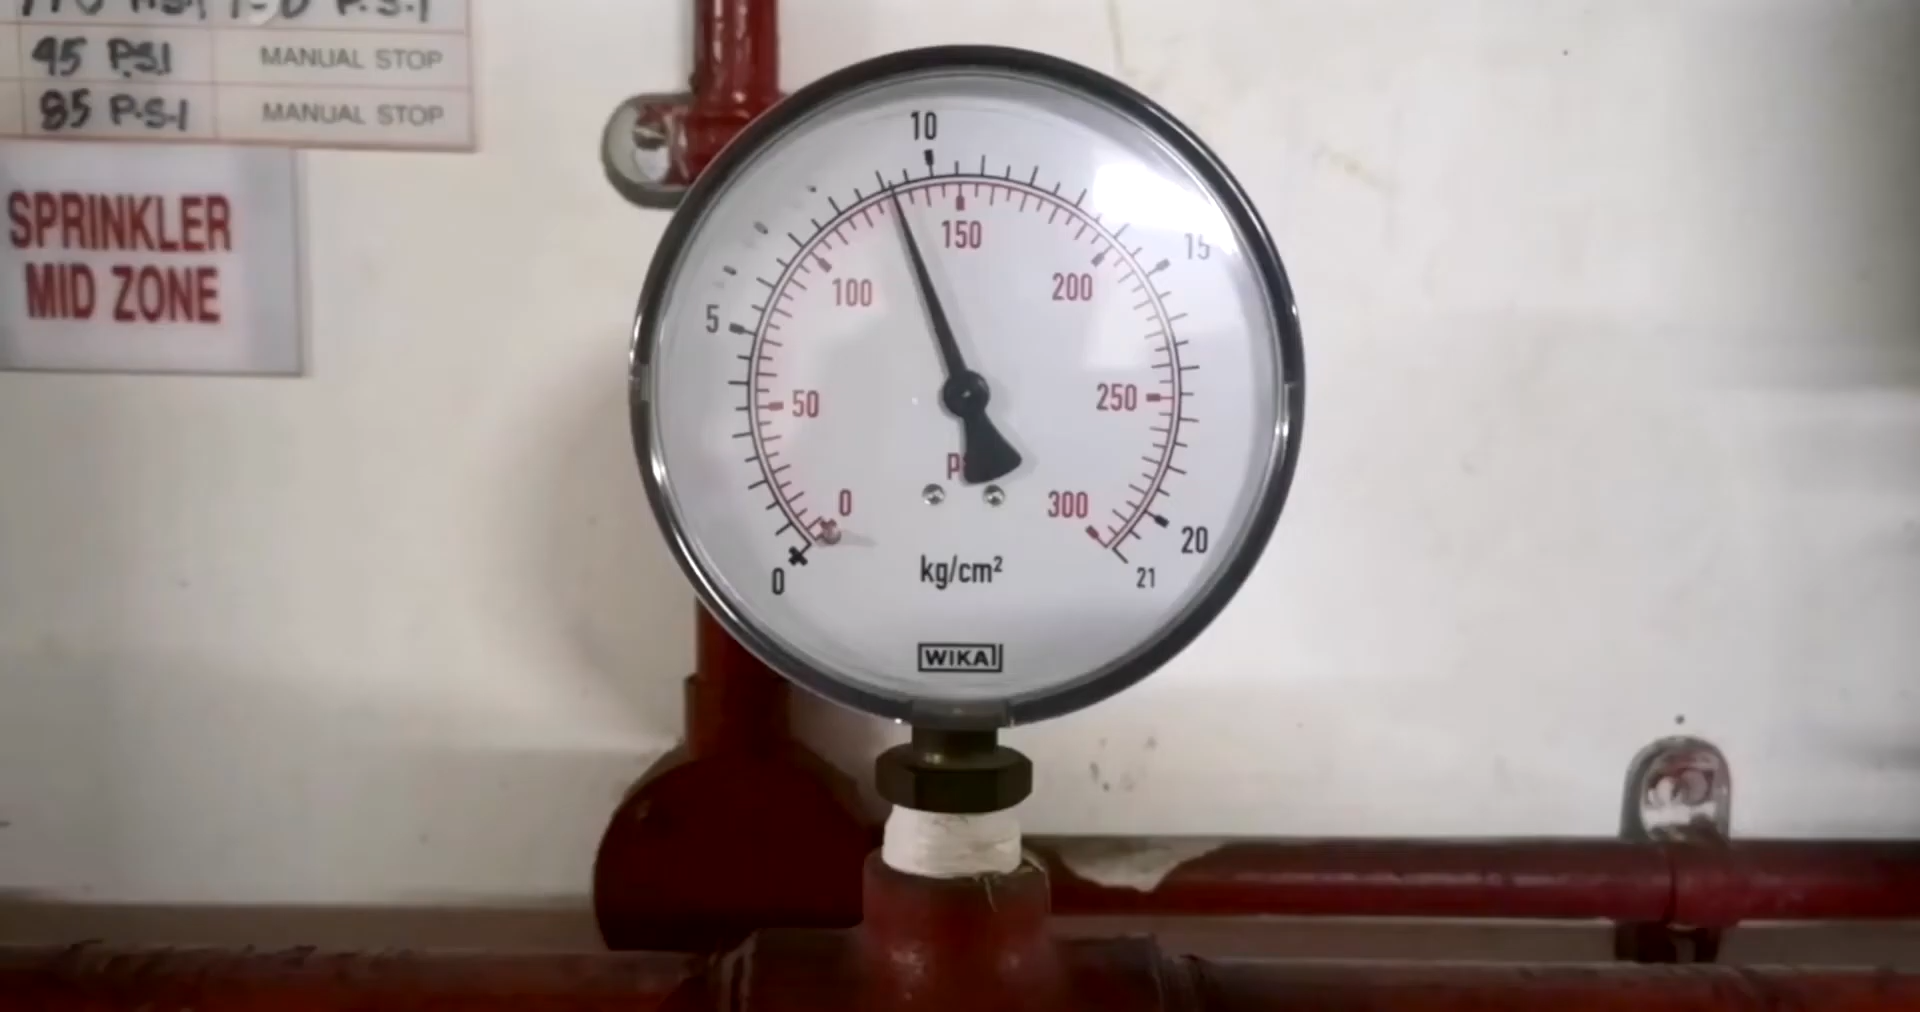 45 P.S.I MANUAL STOP
85 P-S-I MANUAL STOP
SPRINKLER
MID ZONE
10
150
15
5
100
200
50
250
0
300
0
20
kg/cm²
21
WIKAI